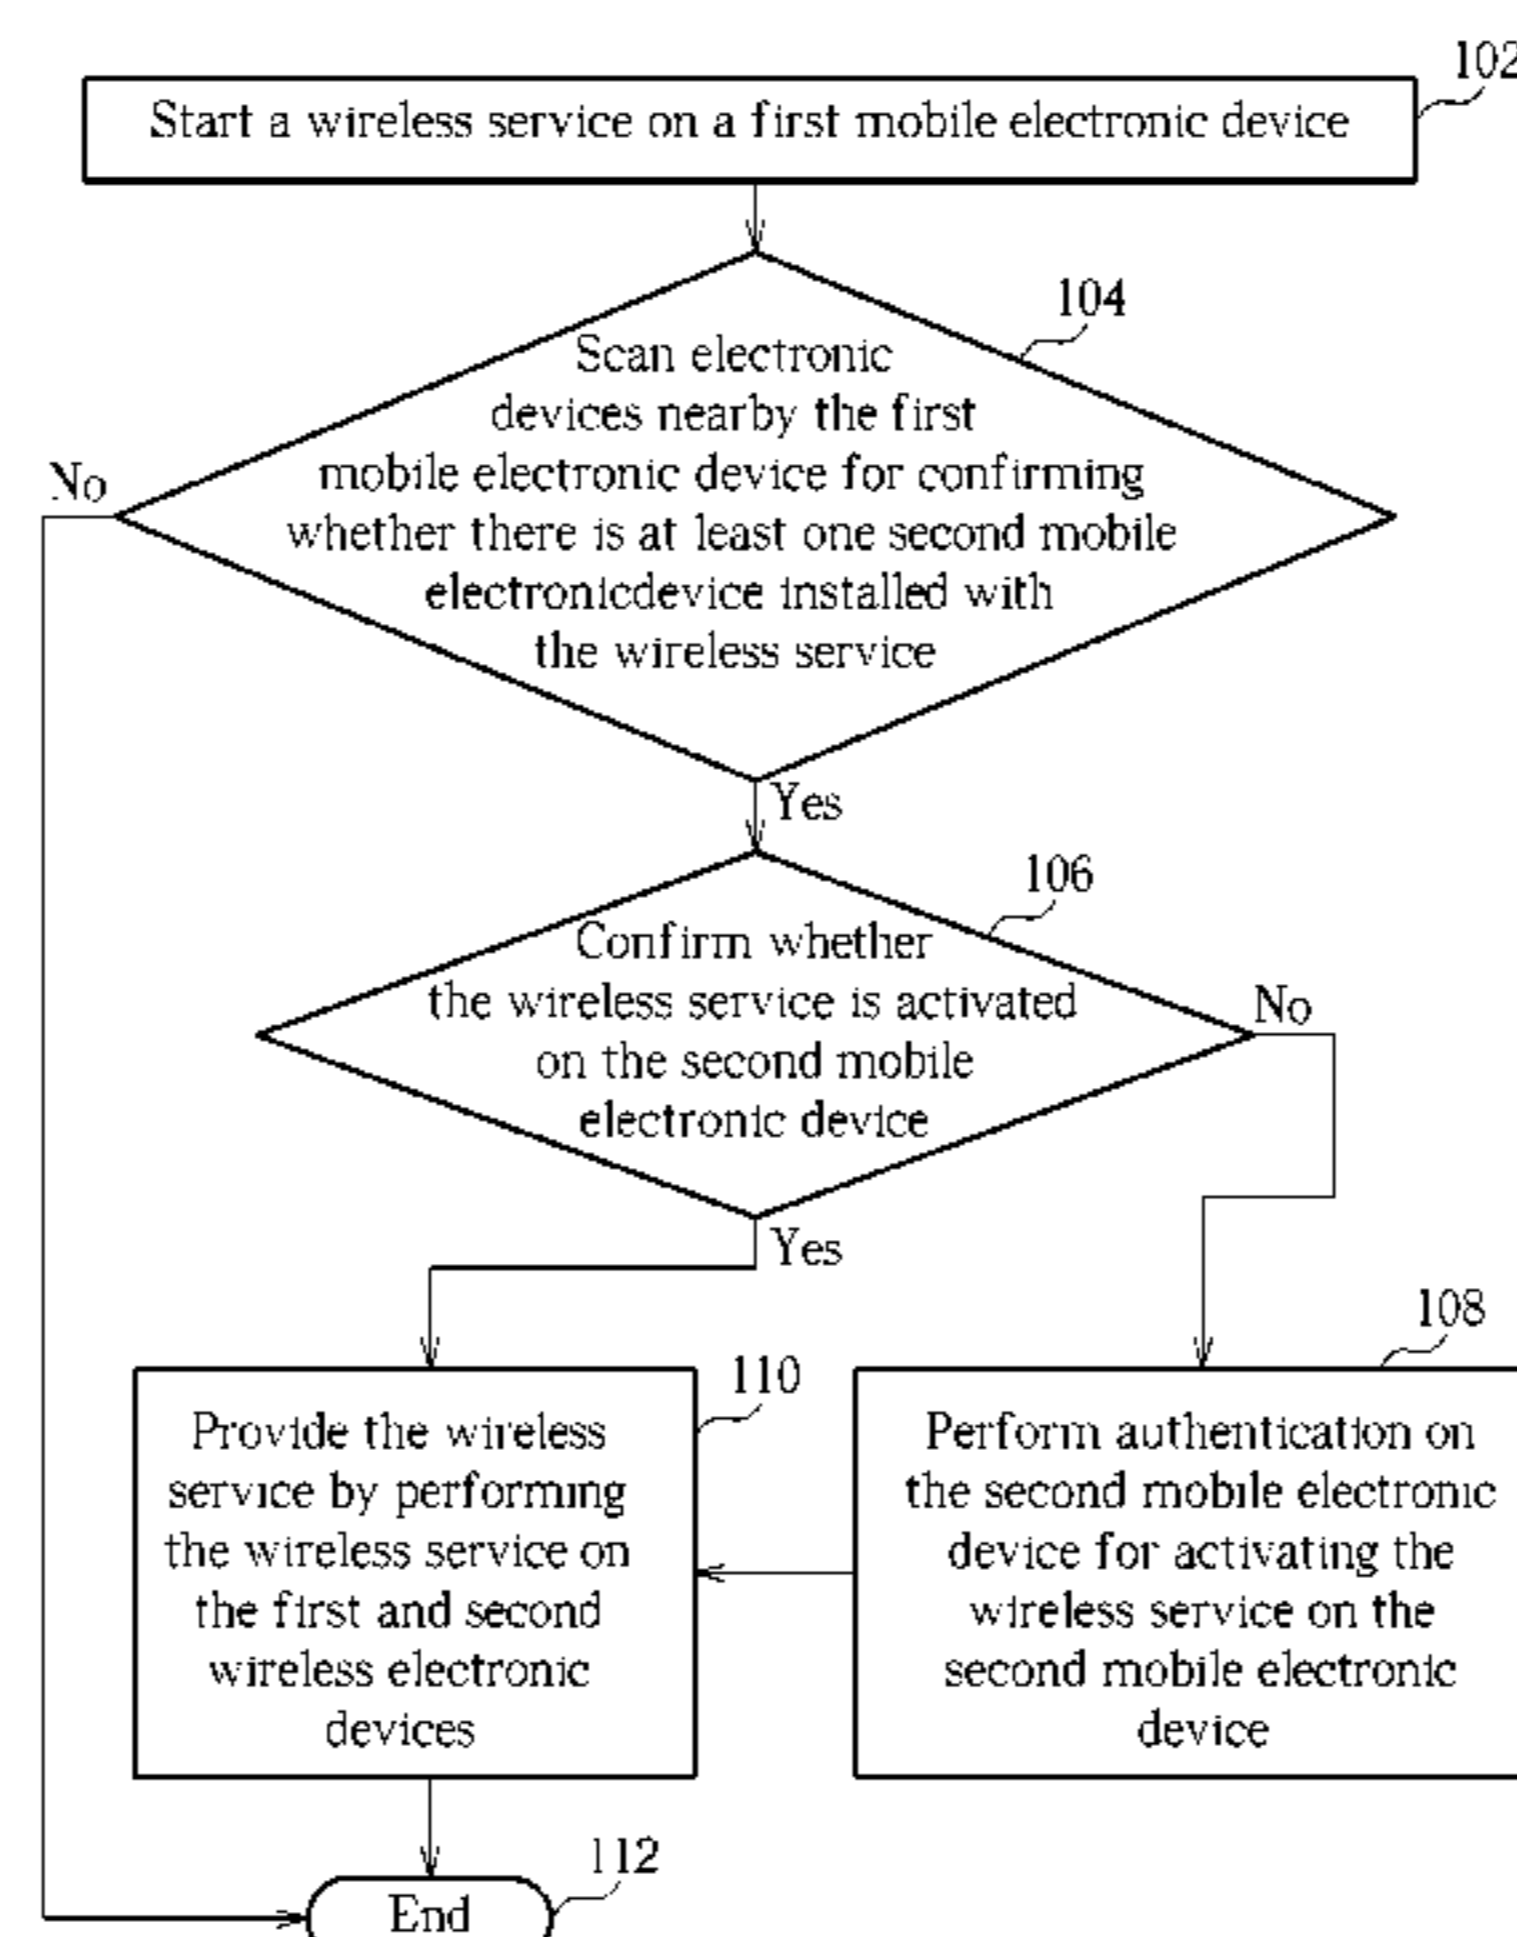 102
Start a wireless service on a first mobile electronic device
104
Scan electronic
devices nearby the first
mobile electronic device for confirming
whether there is at least one second mobile
electronicdevice installed with
the wireless service
No
Yes
106
Confirm whether
the wireless service is activated
on the second mobile
electronic device
No
Yes
110
Provide the wireless
service by performing
the wireless service on
the first and second
wireless electronic
devices
108
Perform authentication on
the second mobile electronic
device for activating the
wireless service on the
second mobile electronic
device
112
End